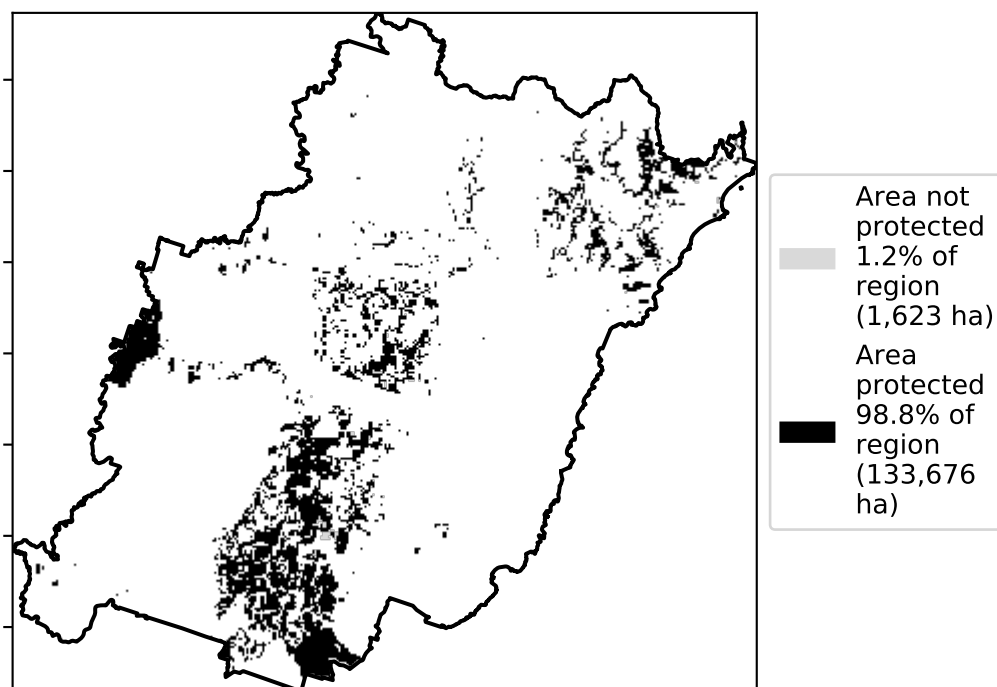 Area not
protected
1.2% of
region
(1,623 ha)
Area
protected
98.8% of
region
(133,676
ha)